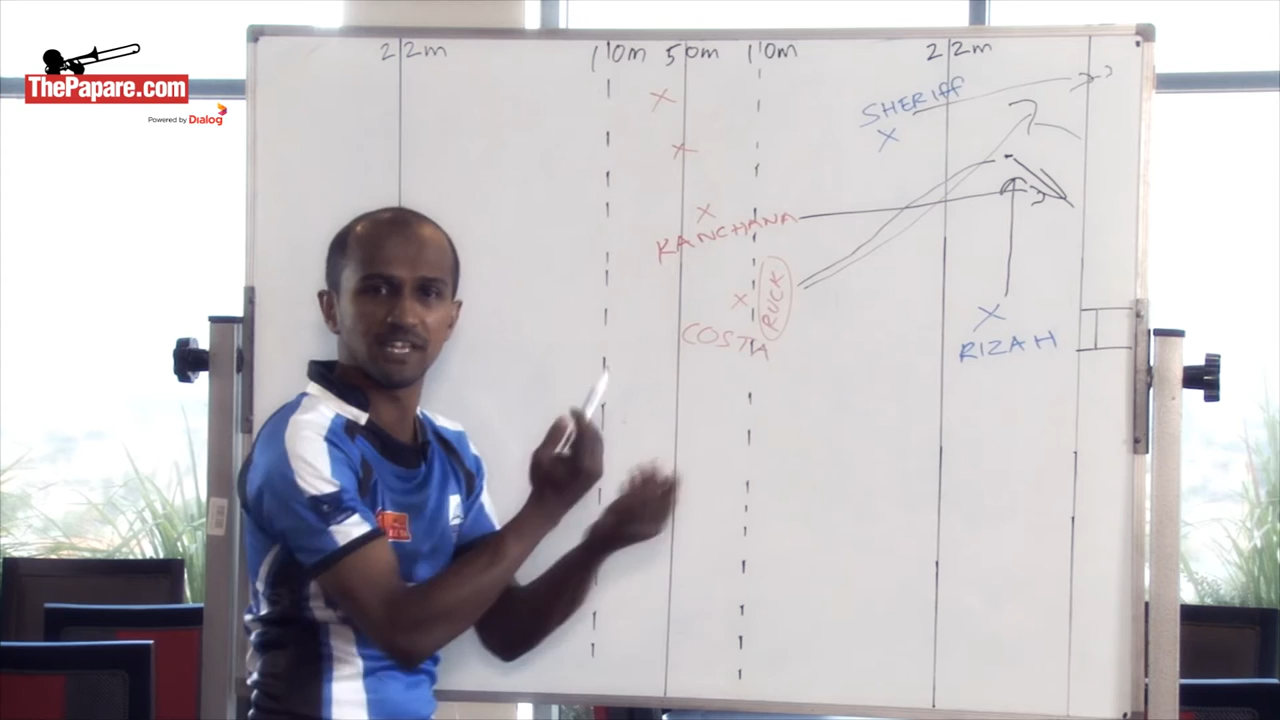 ThePapare.com
Powered by Dialog
22m
10m
50m
10m
22m
SHERIFF
KANCHANA
RUCK
COSTA
RIZAH